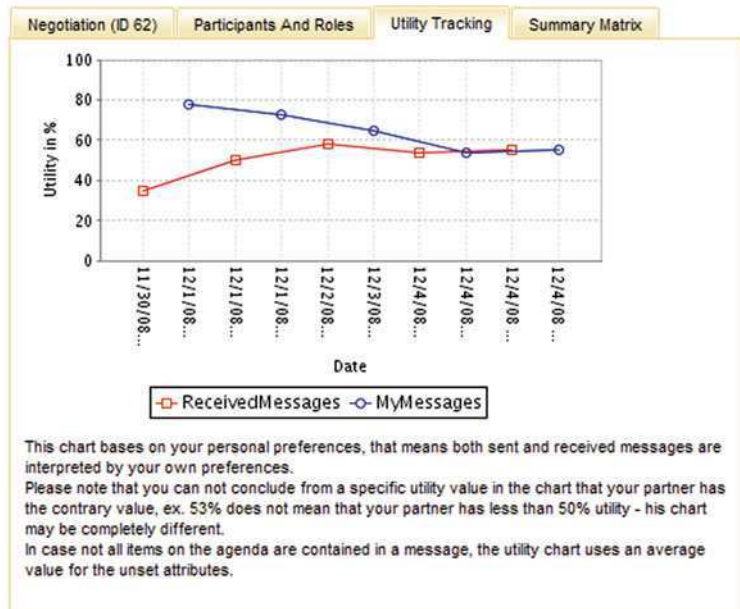 Negotiation (ID 62) Participants And Roles Utility Tracking Summary Matrix
100
80
60
40
20
0
Utility in %
11/30/08...
12/1/08...
12/1/08...
12/1/08...
12/2/08...
12/3/08...
12/4/08...
12/4/08...
12/4/08...
12/4/08...
Date
ReceivedMessages MyMessages
This chart bases on your personal preferences, that means both sent and received messages are
interpreted by your own preferences.
Please note that you can not conclude from a specific utility value in the chart that your partner has
the contrary value, ex. 53% does not mean that your partner has less than 50% utility - his chart
may be completely different.
In case not all items on the agenda are contained in a message, the utility chart uses an average
value for the unset attributes.